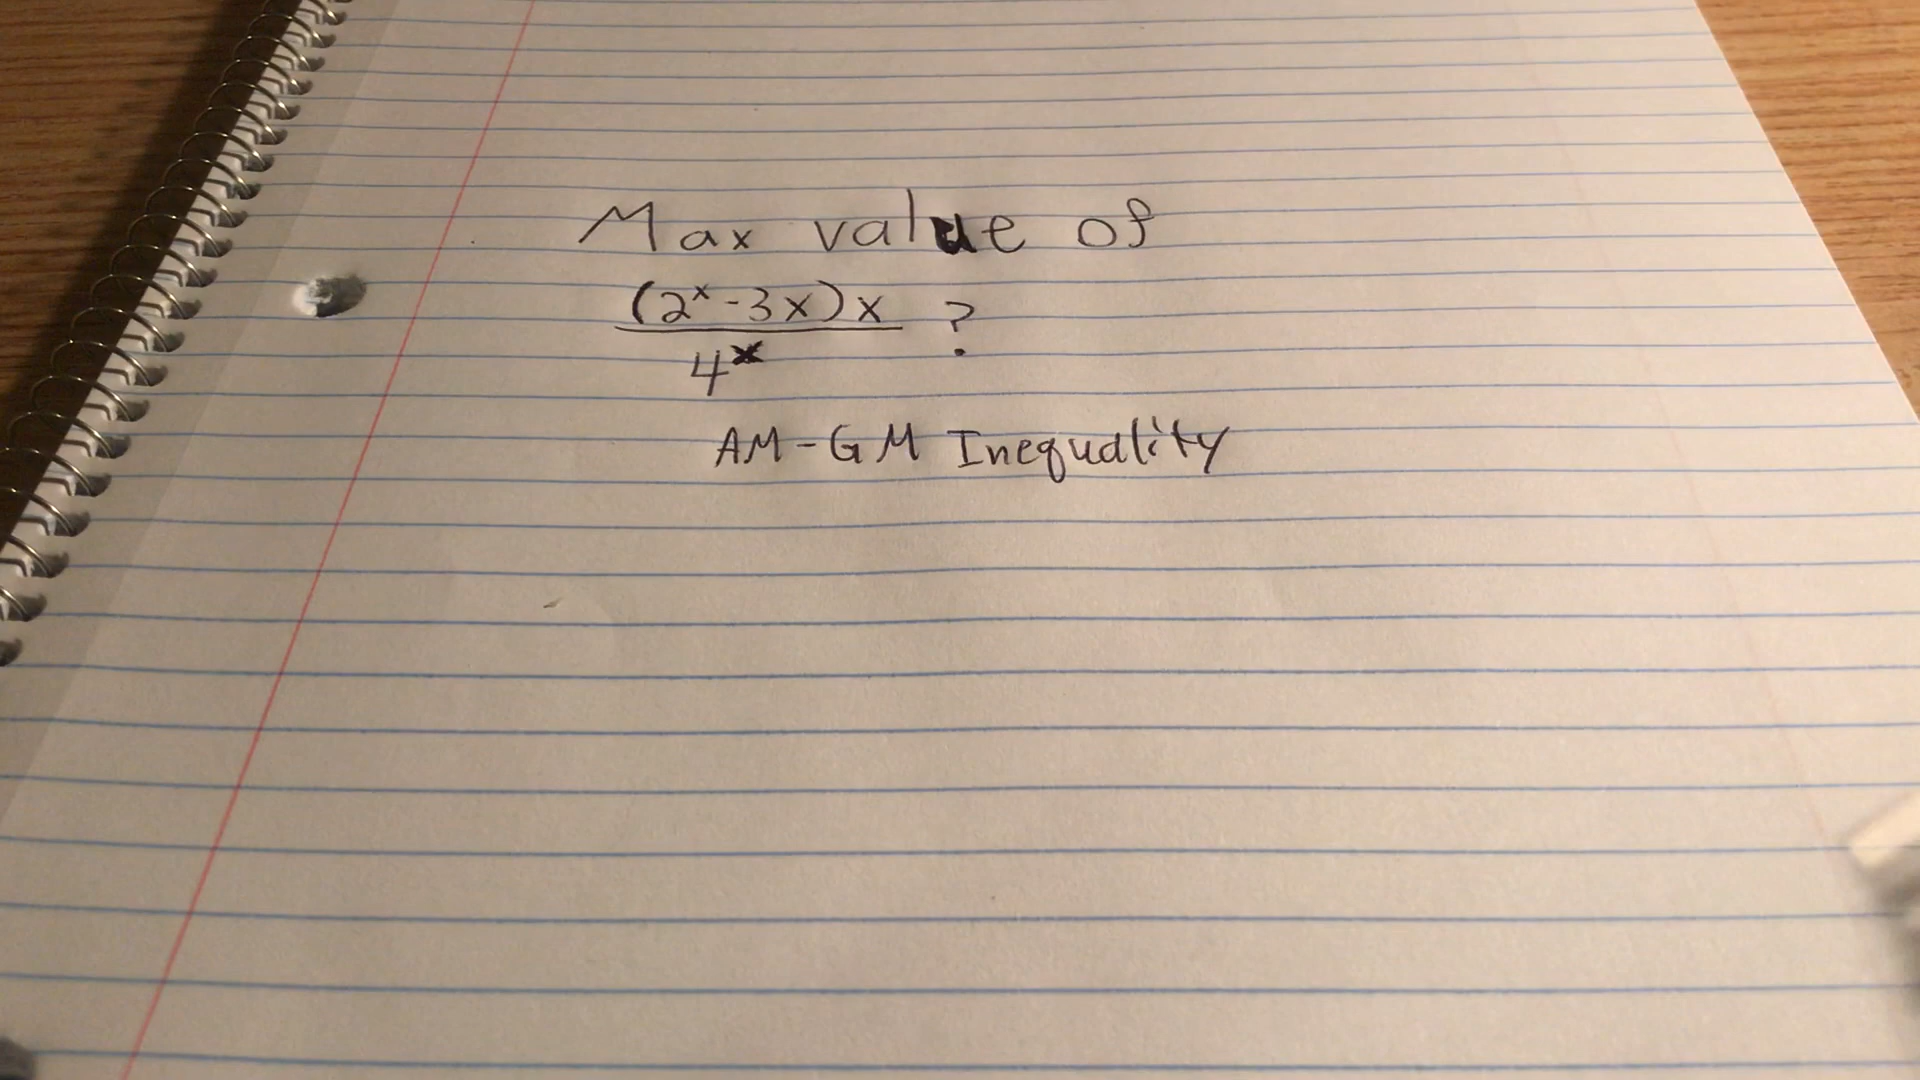 Max value of
(2^x-3x)x / 4^x ?
AM-GM Inequality